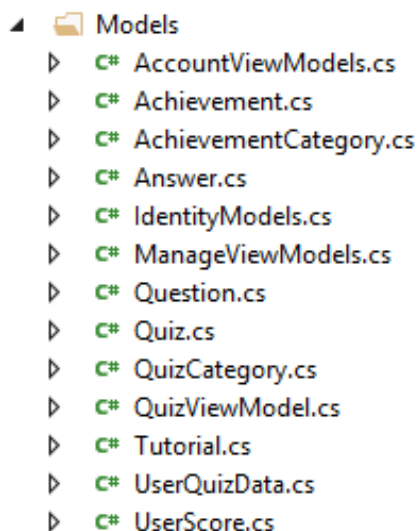 Models
C# AccountViewModels.cs
C# Achievement.cs
C# AchievementCategory.cs
C# Answer.cs
C# IdentityModels.cs
C# ManageViewModels.cs
C# Question.cs
C# Quiz.cs
C# QuizCategory.cs
C# QuizViewModel.cs
C# Tutorial.cs
C# UserQuizData.cs
C# UserScore.cs